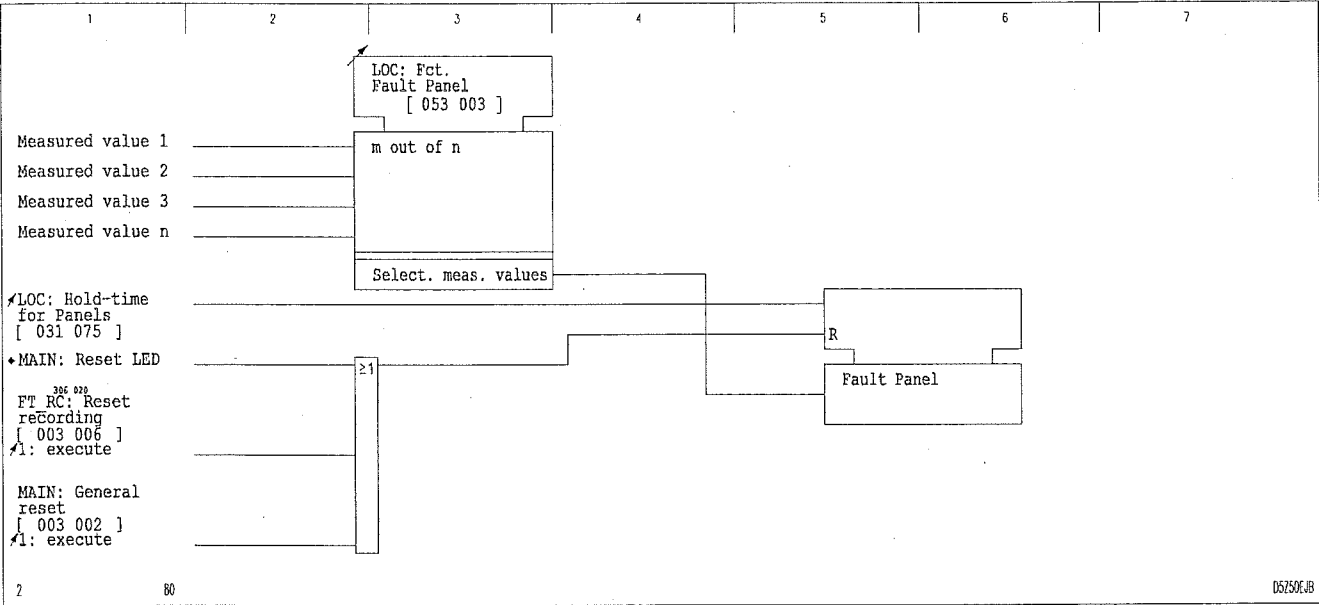 1 2 3 4 5 6 7
LOC: Fct.
Fault Panel
[ 053 003 ]
Measured value 1
m out of n
Measured value 2
Measured value 3
Measured value n
Select. meas. values
LOC: Hold-time
for Panels
[ 031 075 ]
R
MAIN: Reset LED
≥1
Fault Panel
306 020
FT_RC: Reset
recording
[ 003 006 ]
1: execute
MAIN: General
reset
[ 003 002 ]
1: execute
2 B0 D5Z50EJB